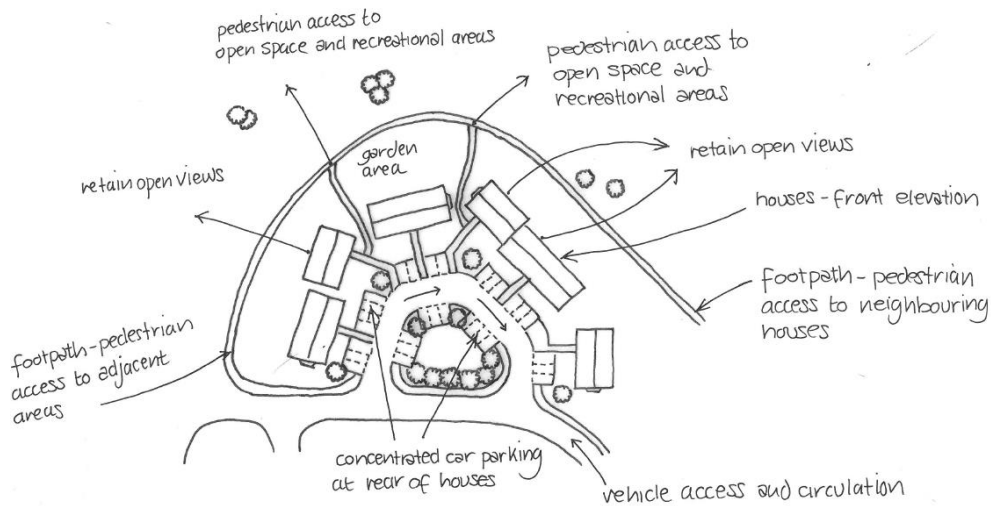 pedestrian access to
open space and recreational areas
pedestrian access to
open space and
recreational areas
garden
area
retain open views
retain open views
houses - front elevation
footpath - pedestrian
access to neighbouring
houses
footpath - pedestrian
access to adjacent
areas
concentrated car parking
at rear of houses
vehicle access and circulation